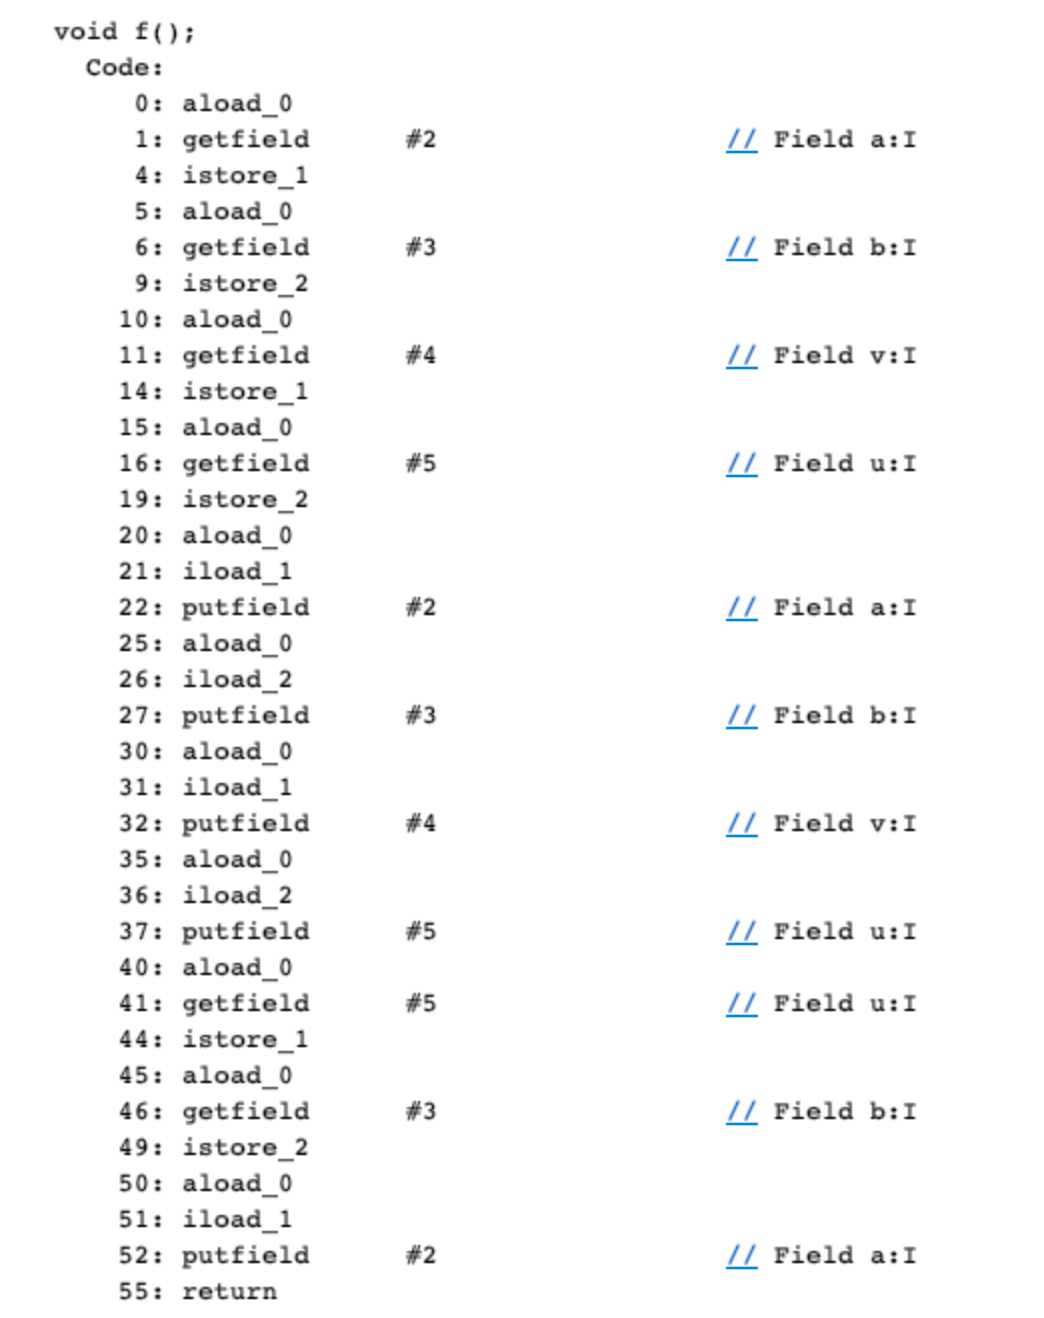 void f();
Code:
0: aload_0
1: getfield #2 // Field a:I
4: istore_1
5: aload_0
6: getfield #3 // Field b:I
9: istore_2
10: aload_0
11: getfield #4 // Field v:I
14: istore_1
15: aload_0
16: getfield #5 // Field u:I
19: istore_2
20: aload_0
21: iload_1
22: putfield #2 // Field a:I
25: aload_0
26: iload_2
27: putfield #3 // Field b:I
30: aload_0
31: iload_1
32: putfield #4 // Field v:I
35: aload_0
36: iload_2
37: putfield #5 // Field u:I
40: aload_0
41: getfield #5 // Field u:I
44: istore_1
45: aload_0
46: getfield #3 // Field b:I
49: istore_2
50: aload_0
51: iload_1
52: putfield #2 // Field a:I
55: return